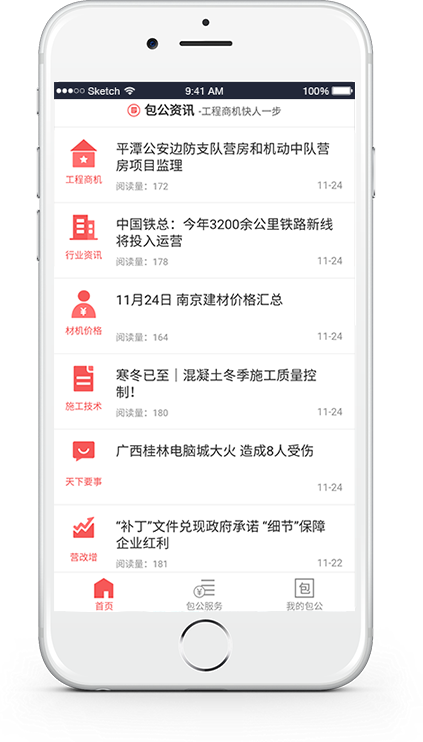 Sketch 9:41 AM 100%
包公资讯 -工程商机快人一步
平潭公安边防支队营房和机动中队营
房项目监理
工程商机
阅读量：172 11-24
中国铁总：今年3200余公里铁路新线
将投入运营
行业资讯
阅读量：178 11-24
11月24日 南京建材价格汇总
材机价格
阅读量：164 11-24
寒冬已至｜混凝土冬季施工质量控
制！
施工技术
阅读量：180 11-24
广西桂林电脑城大火 造成8人受伤
天下要事
11-24
“补丁”文件兑现政府承诺 “细节”保障
企业红利
营改增
阅读量：181 11-22
包
首页 包公服务 我的包公